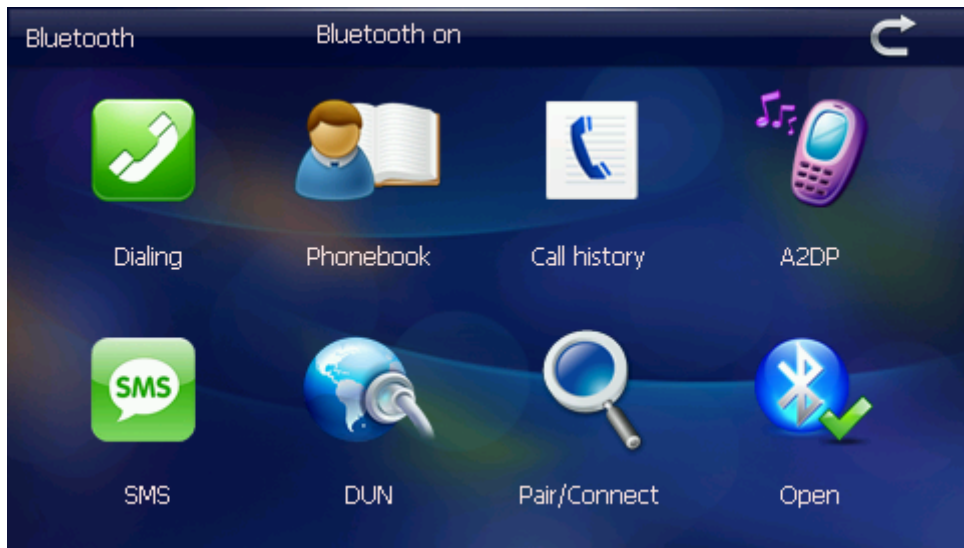 Bluetooth
Bluetooth on
Dialing
Phonebook
Call history
A2DP
SMS
SMS
DUN
Pair/Connect
Open